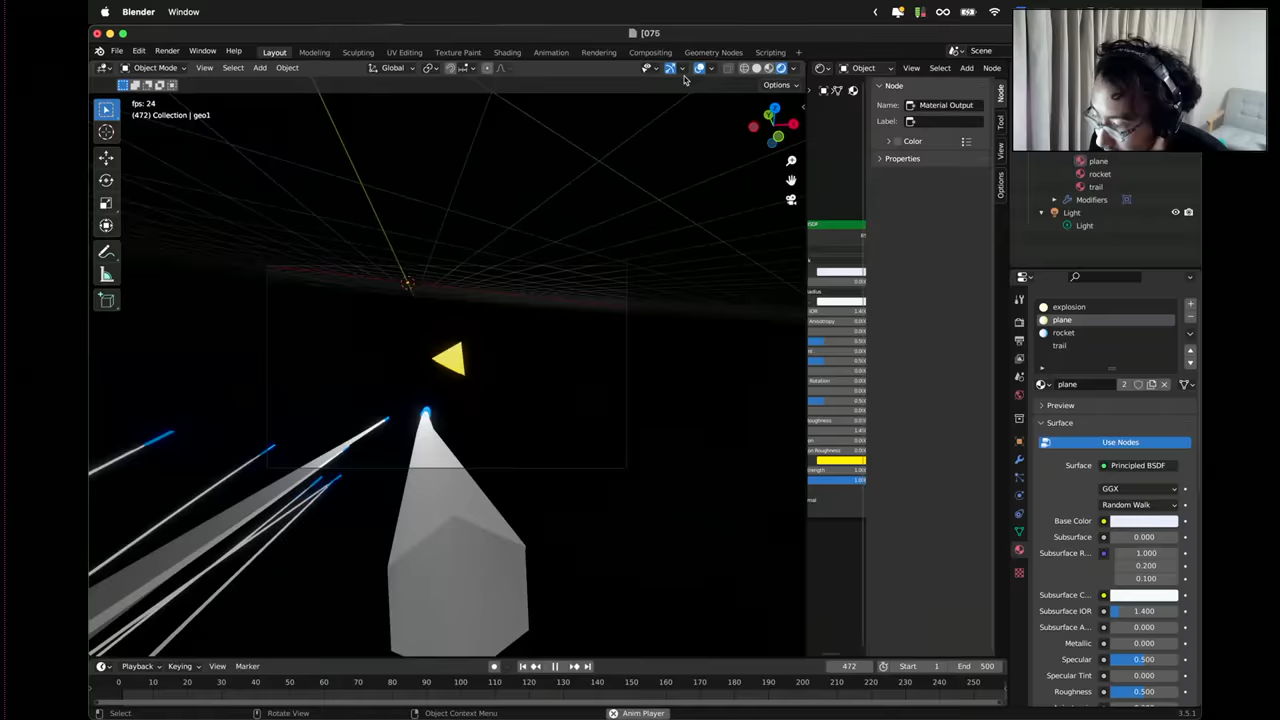 Blender Window
[075
File Edit Render Window Help Layout Modeling Sculpting UV Editing Texture Paint Shading Animation Rendering Compositing Geometry Nodes Scripting + Scene
Object Mode View Select Add Object Global Object View Select Add Node
Options
Node
fps: 24
(472) Collection | geo1
Name: Material Output
Label:
Color
Properties
Node
Tool
View
Options
plane
rocket
trail
Modifiers
Light
Light
explosion
plane
rocket
trail
plane 2
Preview
Surface
Use Nodes
Surface Principled BSDF
GGX
Random Walk
Base Color
Subsurface 0.000
Subsurface R... 1.000
0.200
0.100
Subsurface C...
Subsurface IOR 1.400
Subsurface A... 0.000
Metallic 0.000
Specular 0.500
Specular Tint 0.000
Roughness 0.500
Playback Keying View Marker 472 Start 1 End 500
0 10 20 30 40 50 60 70 80 90 100 110 120 130 140 150 160 170 180 190 200 210 220 230 240 250
Select Rotate View Object Context Menu Anim Player 3.5.1